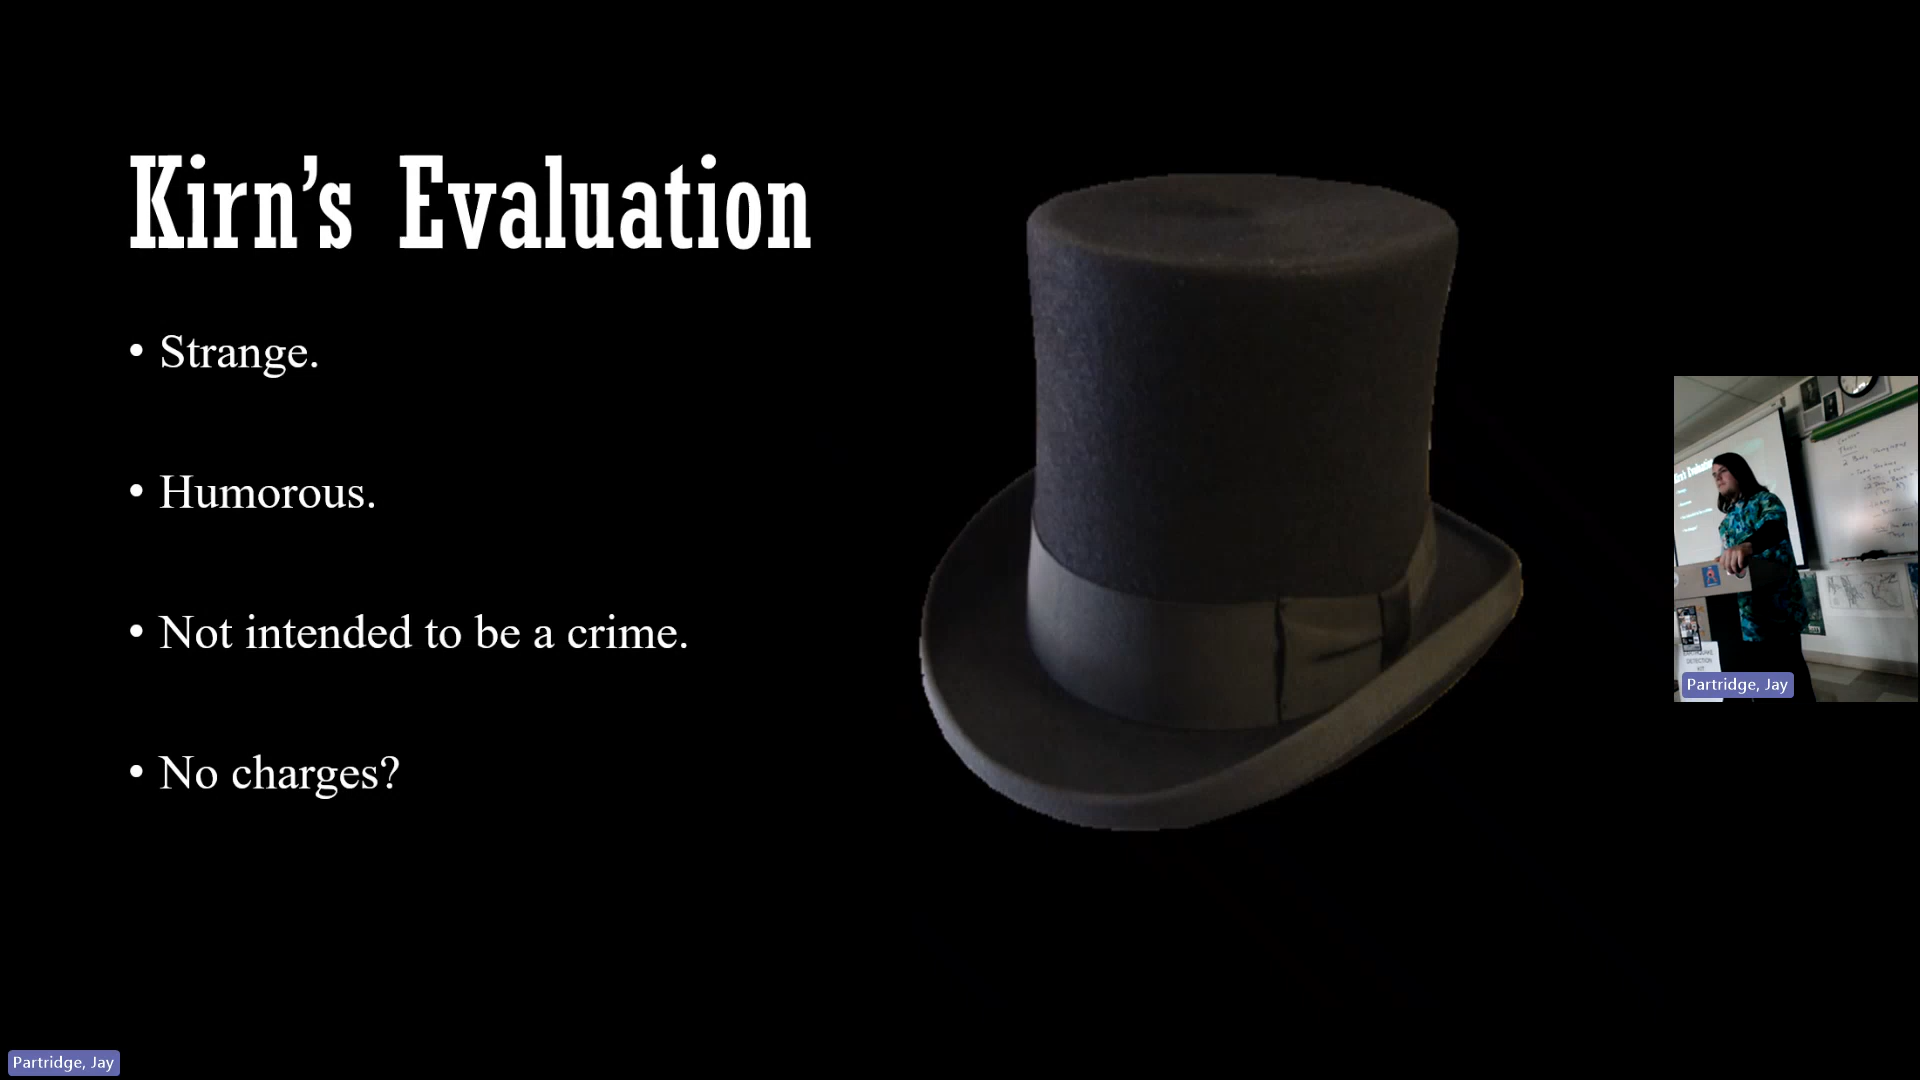 Kirn’s Evaluation
• Strange.
• Humorous.
• Not intended to be a crime.
• No charges?
Partridge, Jay
Partridge, Jay